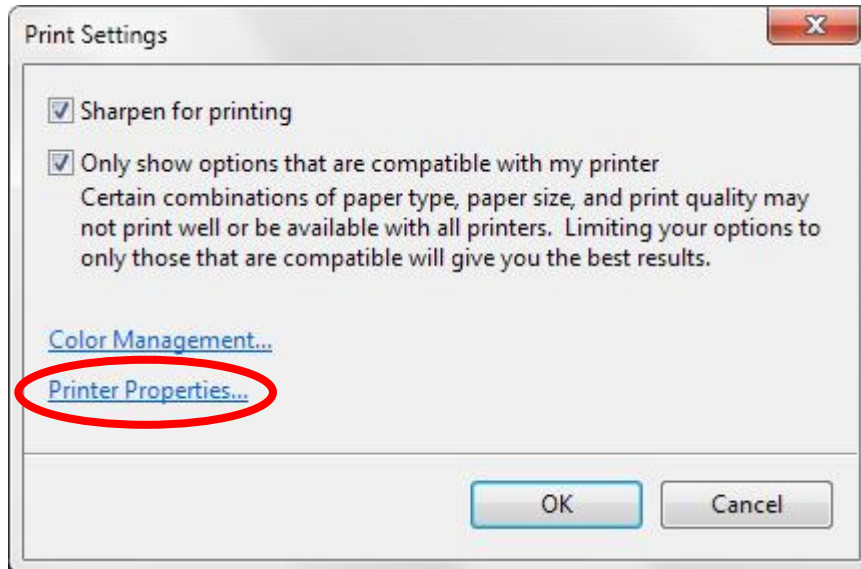 Print Settings
Sharpen for printing
Only show options that are compatible with my printer
Certain combinations of paper type, paper size, and print quality may
not print well or be available with all printers.  Limiting your options to
only those that are compatible will give you the best results.
Color Management...
Printer Properties...
OK
Cancel